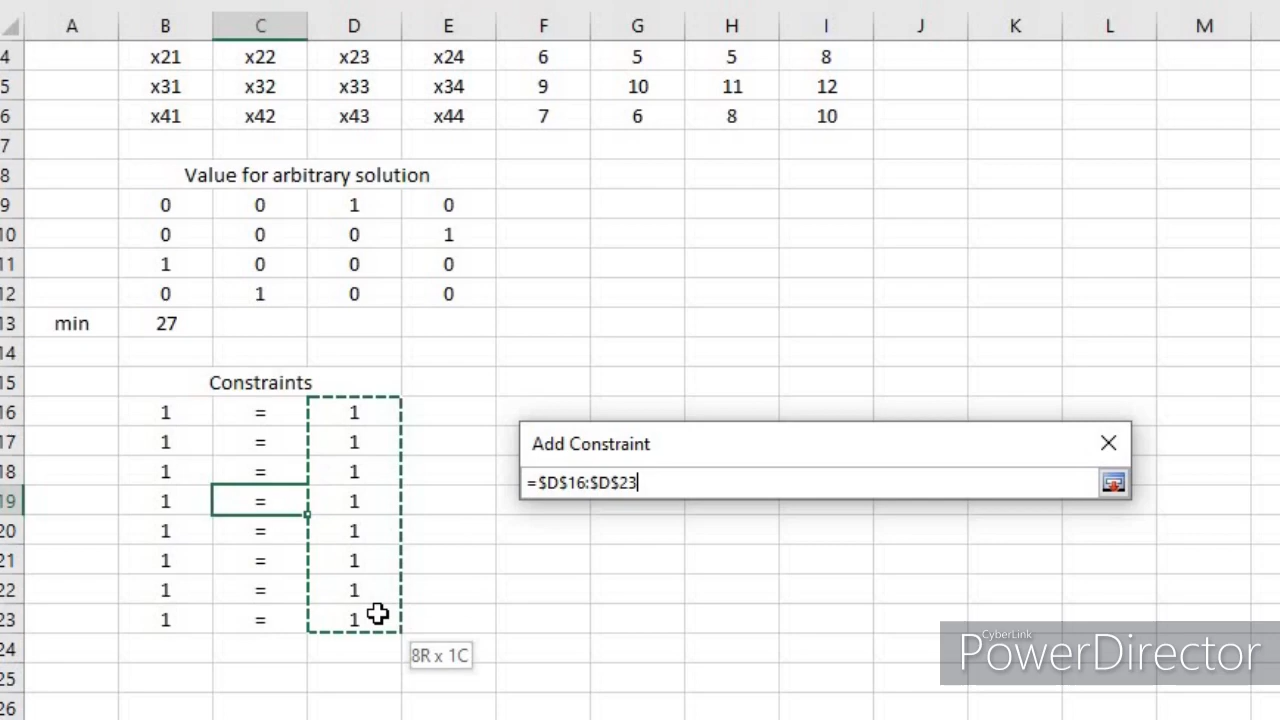 A B C D E F G H I J K L M
4 x21 x22 x23 x24 6 5 5 8
5 x31 x32 x33 x34 9 10 11 12
6 x41 x42 x43 x44 7 6 8 10
7
8 Value for arbitrary solution
9 0 0 1 0
10 0 0 0 1
11 1 0 0 0
12 0 1 0 0
13 min 27
14
15 Constraints
16 1 = 1
17 1 = 1
18 1 = 1
19 1 = 1
20 1 = 1
21 1 = 1
22 1 = 1
23 1 = 1
24
25
26
Add Constraint
=$D$16:$D$23
8R x 1C
CyberLink
PowerDirector